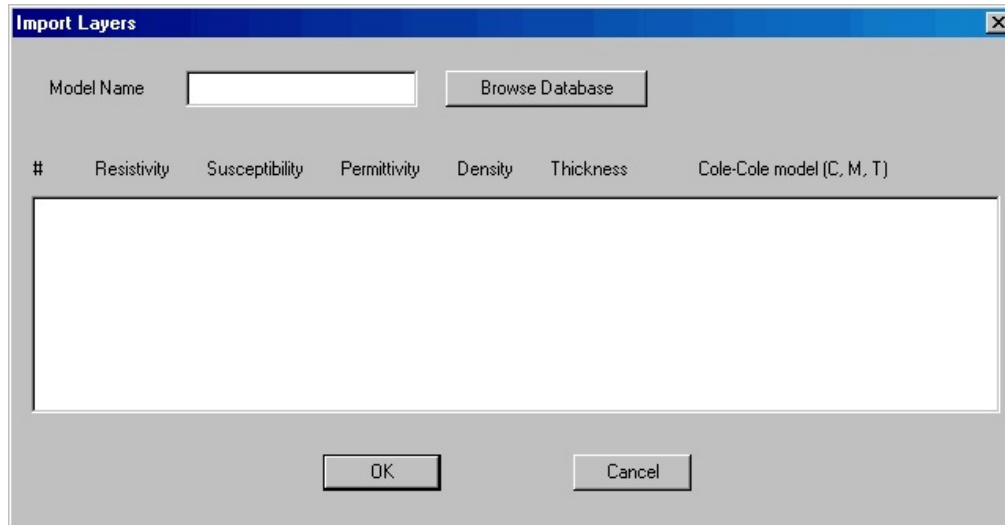 Import Layers
Model Name Browse Database
# Resistivity Susceptibility Permittivity Density Thickness Cole-Cole model (C, M, T)
OK Cancel